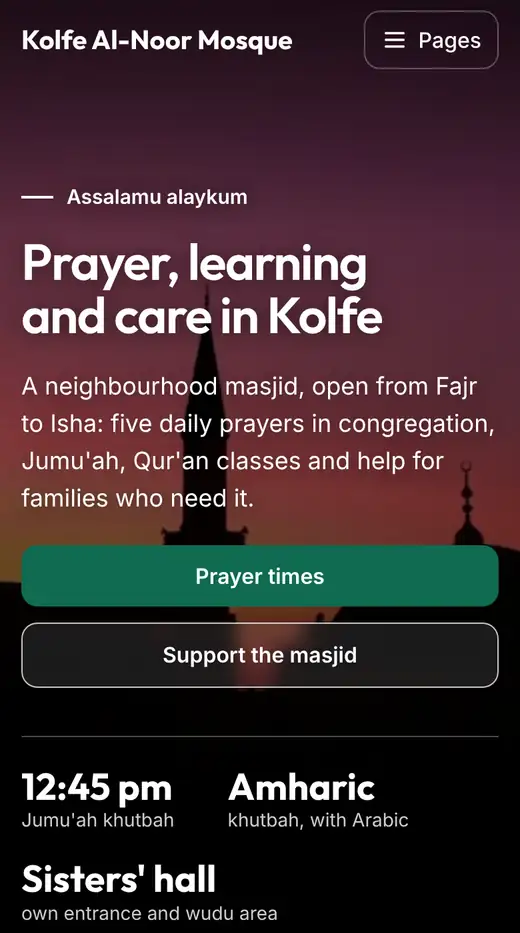 Kolfe Al-Noor Mosque
Pages
Assalamu alaykum
Prayer, learning
and care in Kolfe
A neighbourhood masjid, open from Fajr
to Isha: five daily prayers in congregation,
Jumu'ah, Qur'an classes and help for
families who need it.
Prayer times
Support the masjid
12:45 pm
Jumu'ah khutbah
Amharic
khutbah, with Arabic
Sisters' hall
own entrance and wudu area